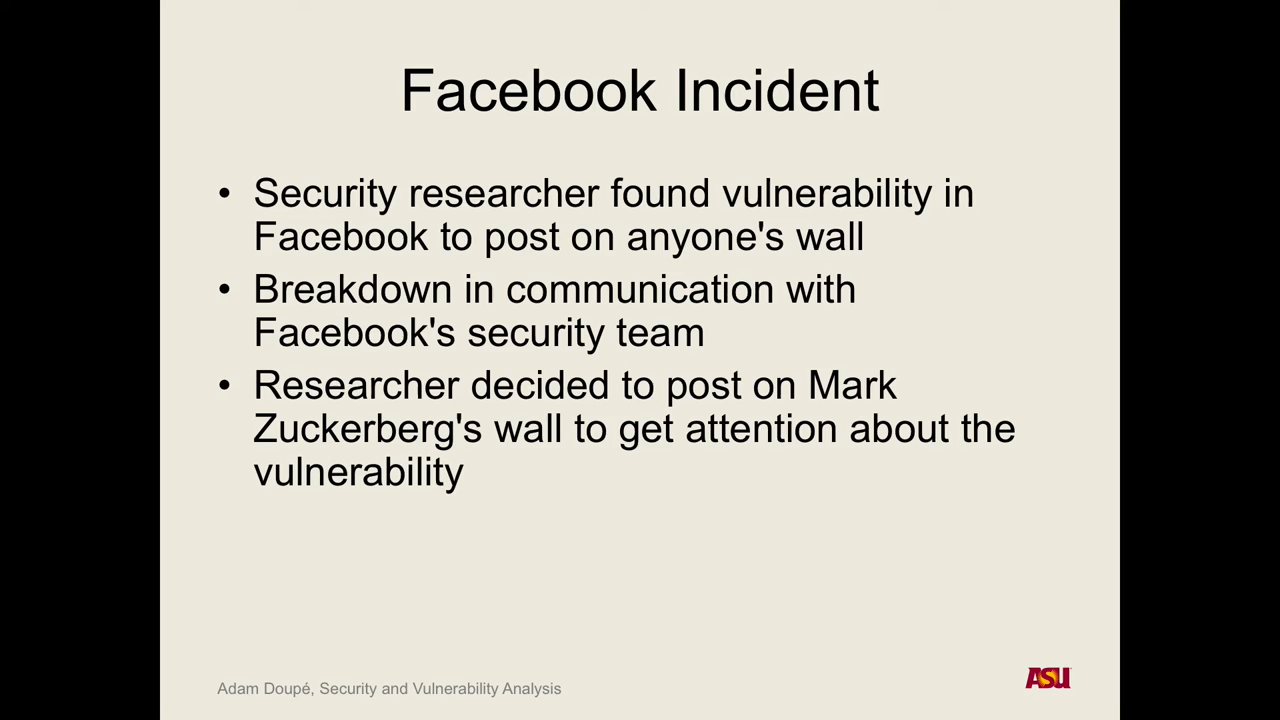 Facebook Incident
• Security researcher found vulnerability in
Facebook to post on anyone's wall
• Breakdown in communication with
Facebook's security team
• Researcher decided to post on Mark
Zuckerberg's wall to get attention about the
vulnerability
Adam Doupé, Security and Vulnerability Analysis
ASU